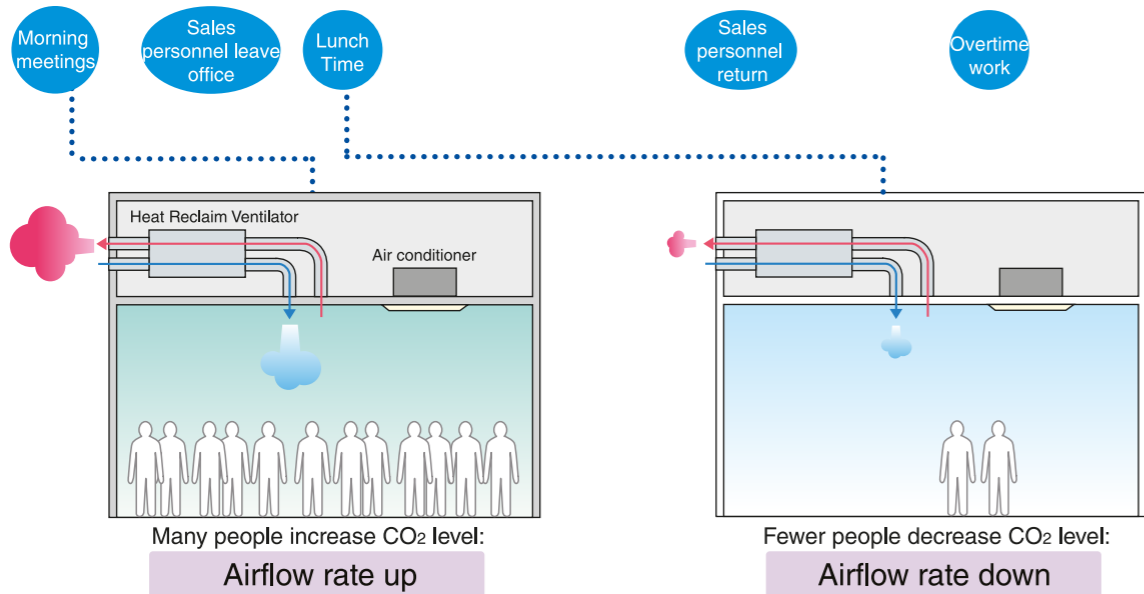 Morning
meetings
Sales
personnel leave
office
Lunch
Time
Sales
personnel
return
Overtime
work
Heat Reclaim Ventilator
Air conditioner
Many people increase CO₂ level:
Airflow rate up
Fewer people decrease CO₂ level:
Airflow rate down